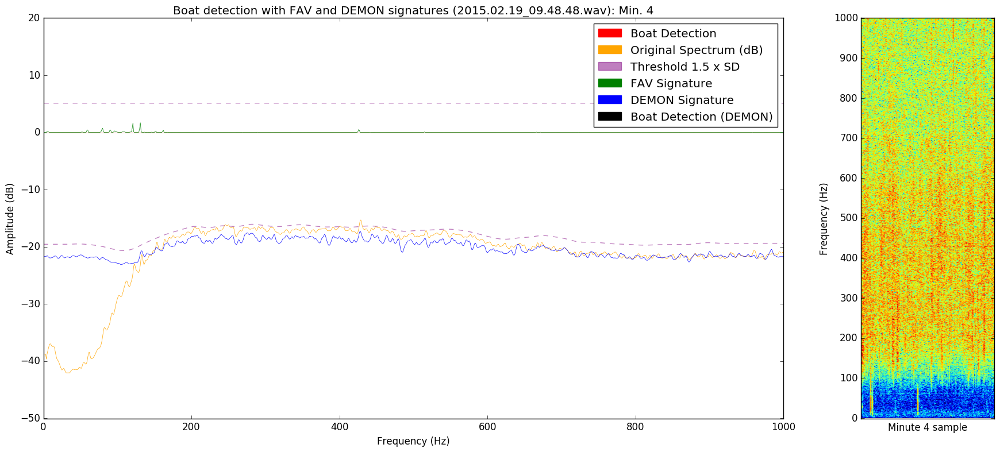 Boat detection with FAV and DEMON signatures (2015.02.19_09.48.48.wav): Min. 4
20
10
0
−10
−20
−30
−40
−50
Amplitude (dB)
Boat Detection
Original Spectrum (dB)
Threshold 1.5 x SD
FAV Signature
DEMON Signature
Boat Detection (DEMON)
0 200 400 600 800 1000
Frequency (Hz)
1000
900
800
700
600
500
400
300
200
100
0
Frequency (Hz)
Minute 4 sample